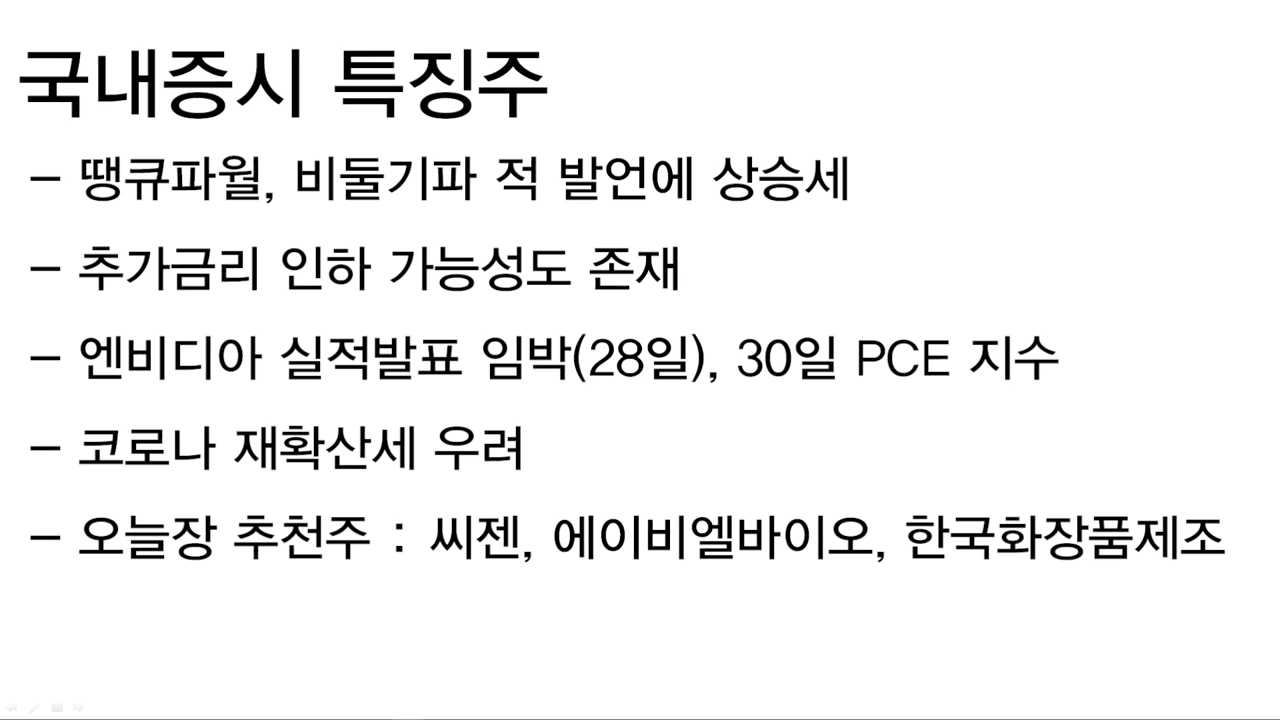 국내증시 특징주
– 땡큐파월, 비둘기파 적 발언에 상승세
– 추가금리 인하 가능성도 존재
– 엔비디아 실적발표 임박(28일), 30일 PCE 지수
– 코로나 재확산세 우려
– 오늘장 추천주 : 씨젠, 에이비엘바이오, 한국화장품제조